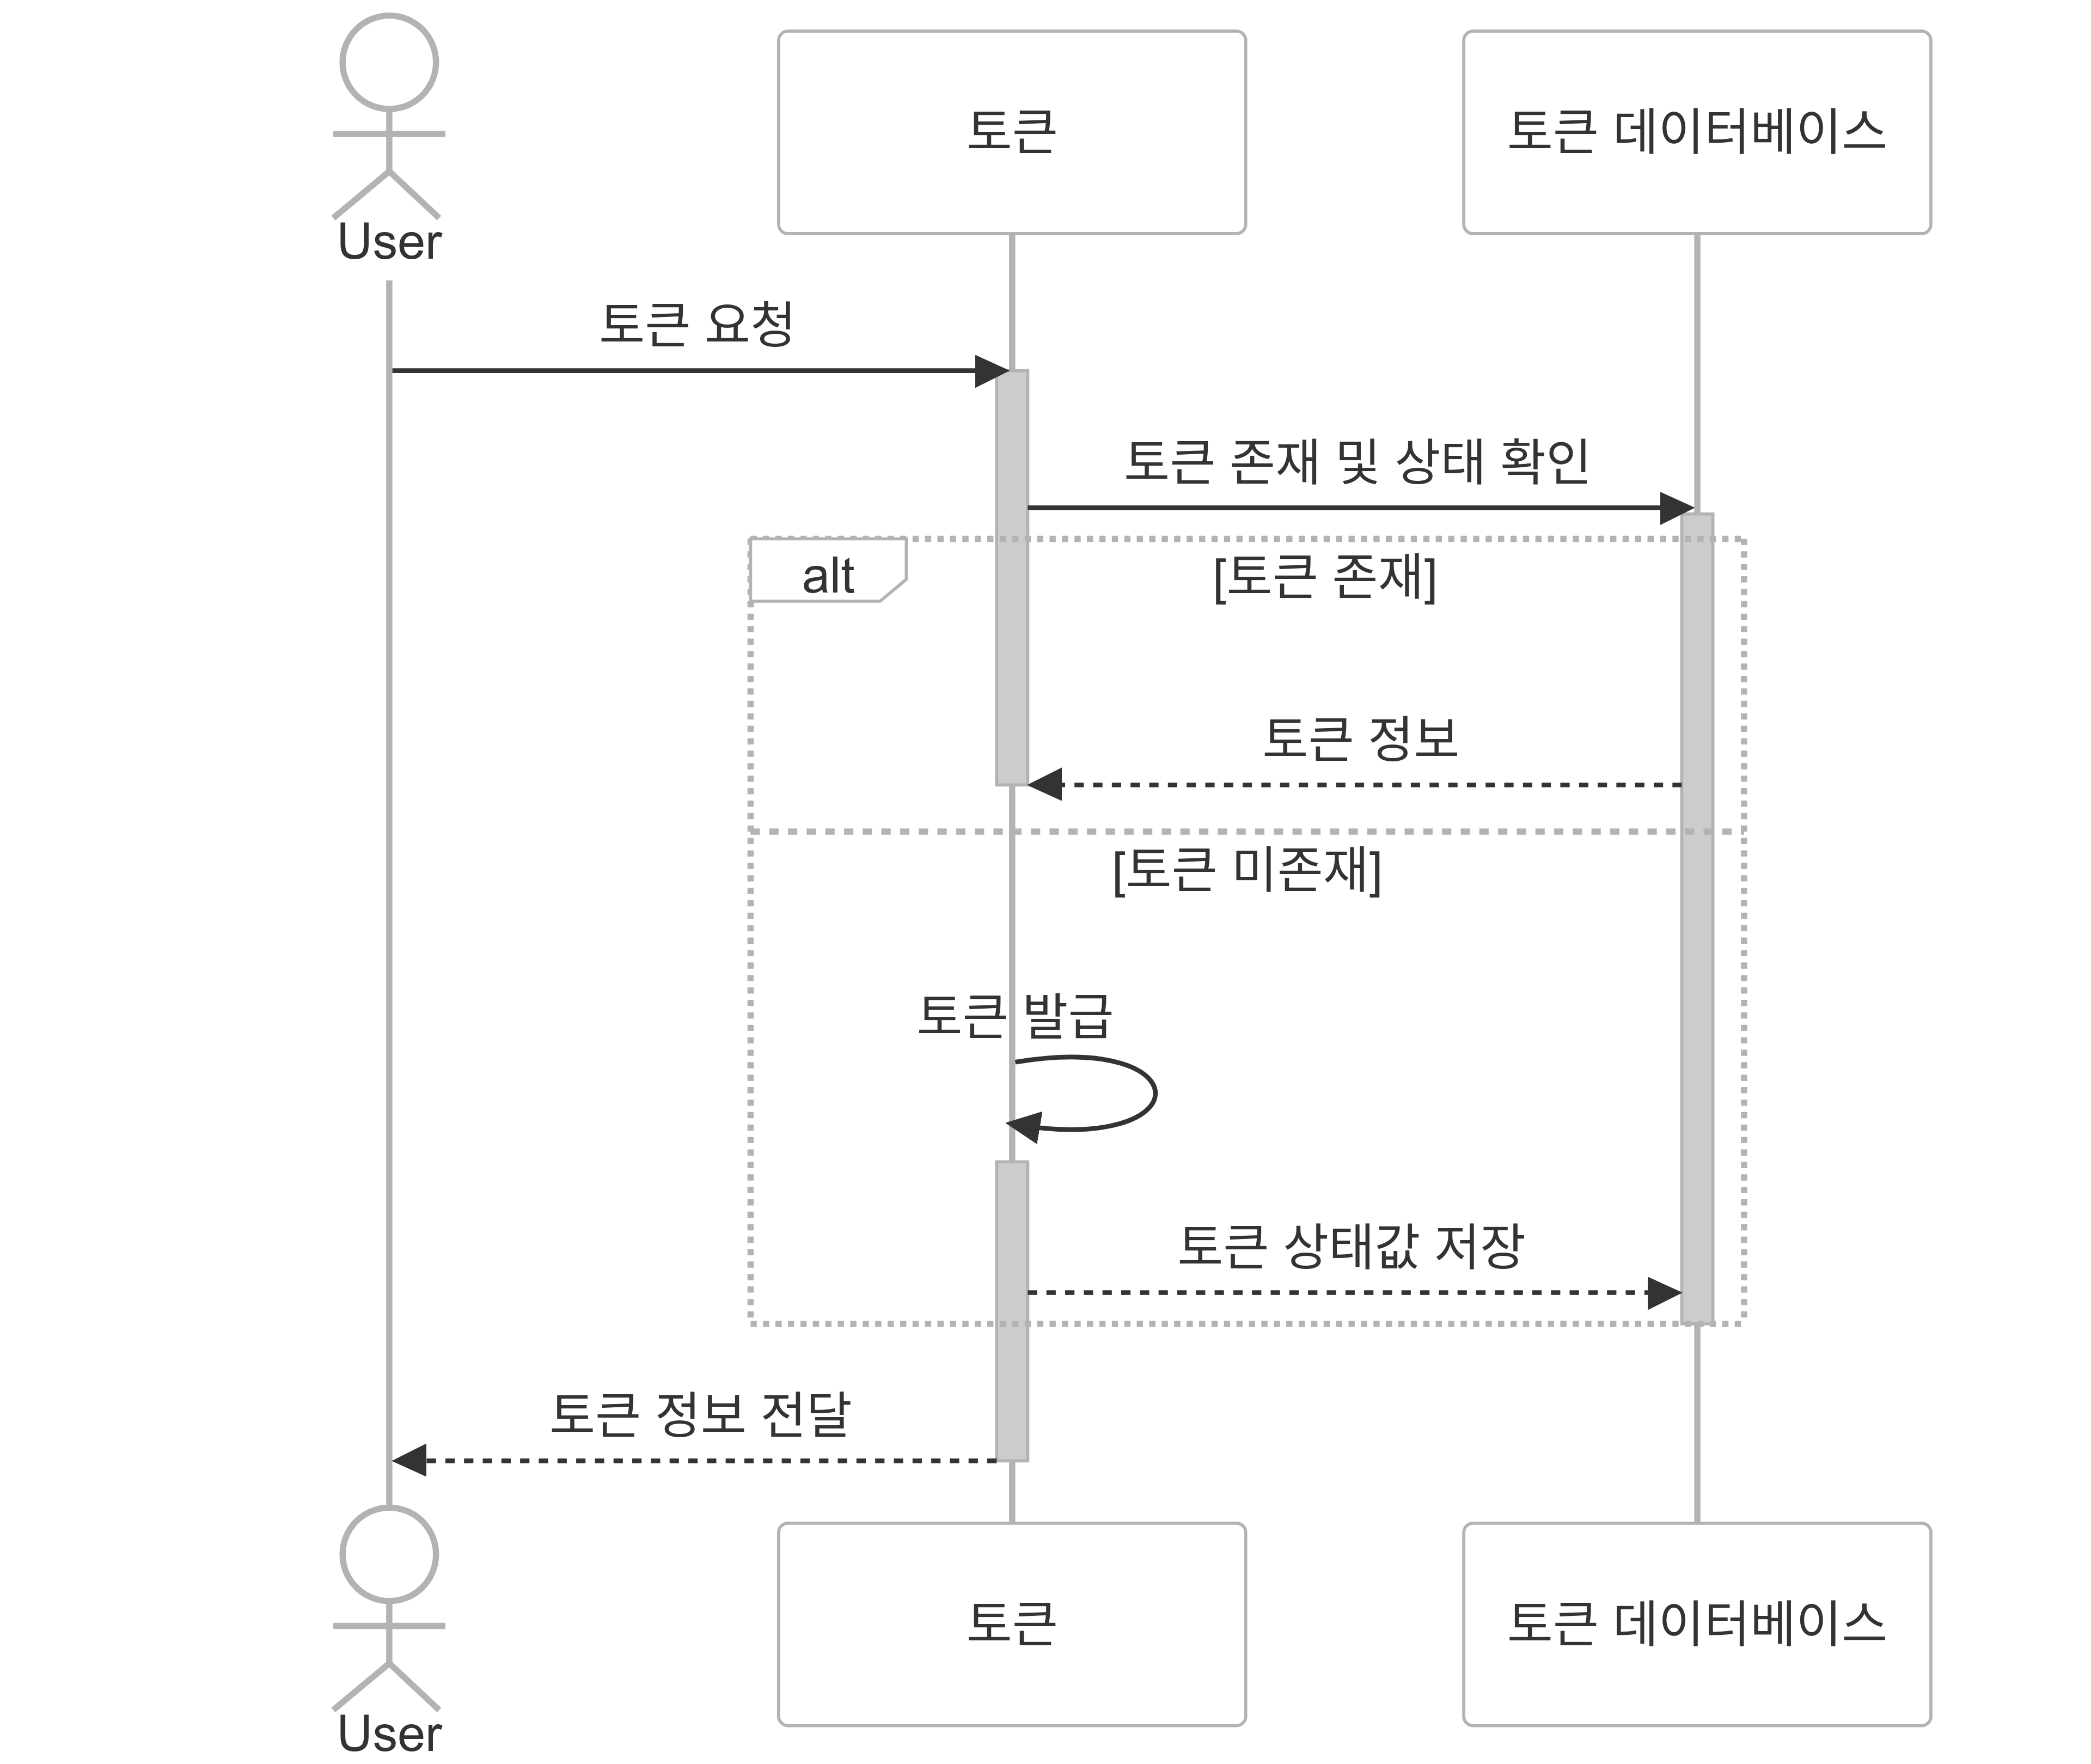 User
토큰
토큰 데이터베이스
토큰 요청
토큰 존재 및 상태 확인
alt
[토큰 존재]
토큰 정보
[토큰 미존재]
토큰 발급
토큰 상태값 저장
토큰 정보 전달
User
토큰
토큰 데이터베이스